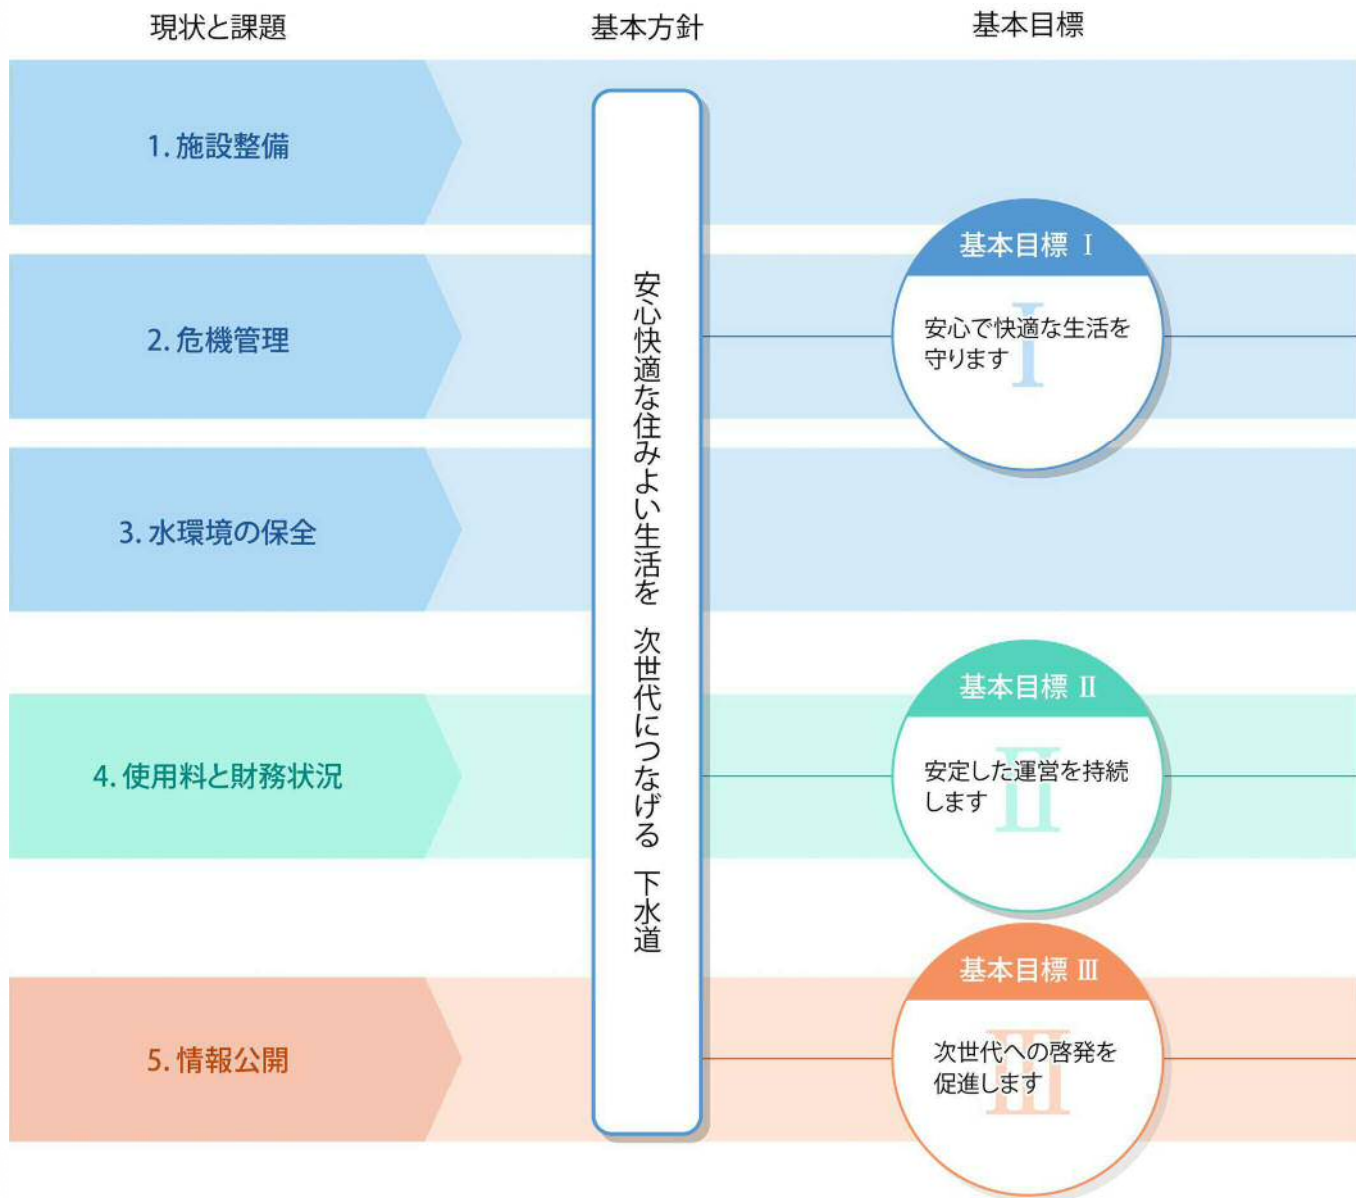 現状と課題
基本方針
基本目標
1. 施設整備
2. 危機管理
3. 水環境の保全
4. 使用料と財務状況
5. 情報公開
安心快適な住みよい生活を 次世代につなげる 下水道
基本目標 Ⅰ
Ⅰ
安心で快適な生活を
守ります
基本目標 Ⅱ
Ⅱ
安定した運営を持続
します
基本目標 Ⅲ
Ⅲ
次世代への啓発を
促進します